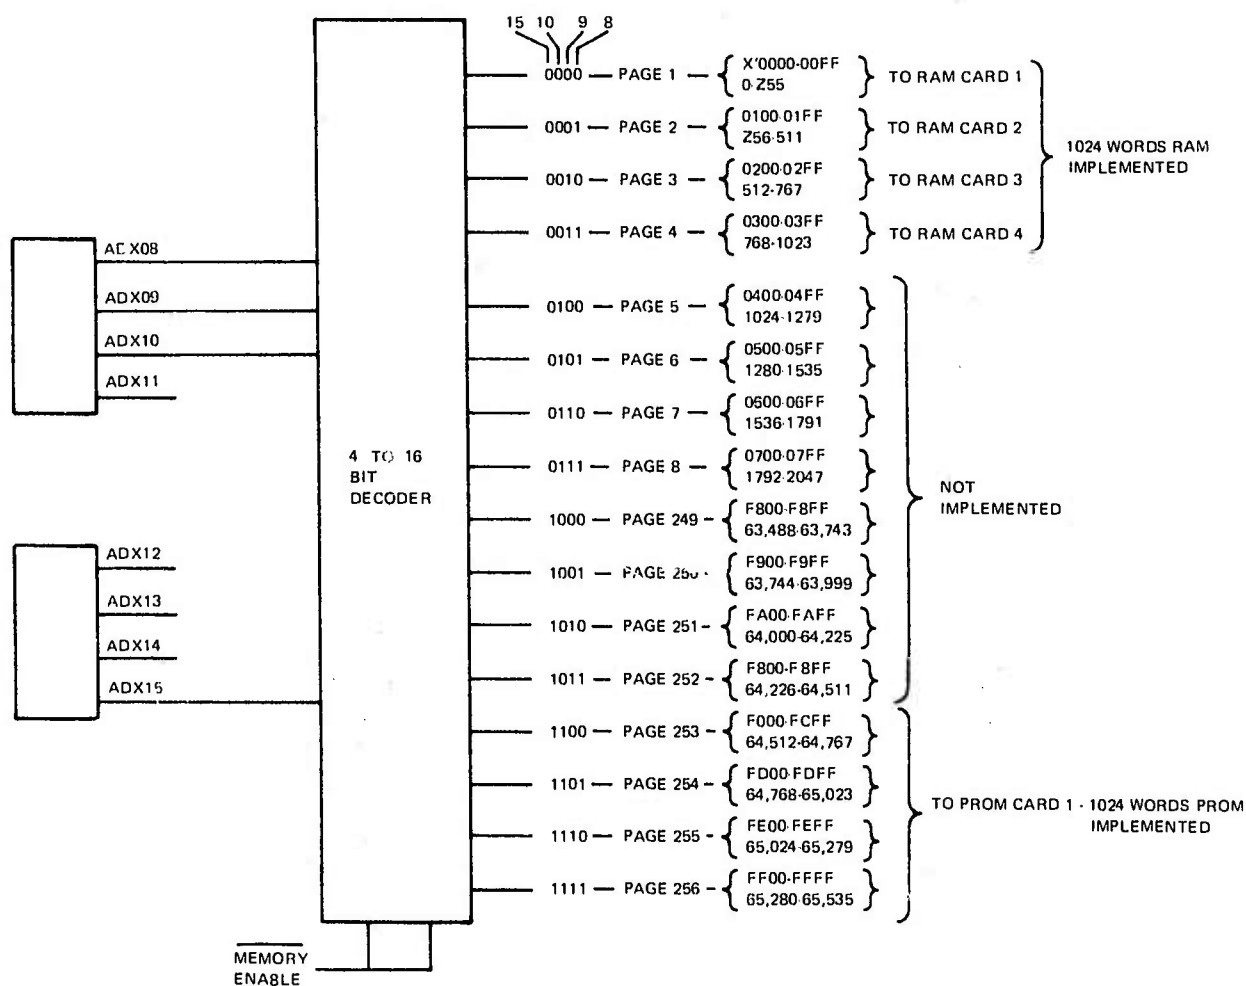 15 10 9 8
0000 — PAGE 1 — X'0000-00FF
0-Z55
TO RAM CARD 1
0001 — PAGE 2 — 0100-01FF
Z56-511
TO RAM CARD 2
0010 — PAGE 3 — 0200-02FF
512-767
TO RAM CARD 3
0011 — PAGE 4 — 0300-03FF
768-1023
TO RAM CARD 4
1024 WORDS RAM
IMPLEMENTED
ADX08
ADX09
ADX10
ADX11
0100 — PAGE 5 — 0400-04FF
1024-1279
0101 — PAGE 6 — 0500-05FF
1280-1535
0110 — PAGE 7 — 0600-06FF
1536-1791
0111 — PAGE 8 — 0700-07FF
1792-2047
4 TO 16
BIT
DECODER
1000 — PAGE 249 — F800-F8FF
63,488-63,743
1001 — PAGE 250 - F900-F9FF
63,744-63,999
1010 — PAGE 251 — FA00-FAFF
64,000-64,225
1011 — PAGE 252 — F800-F8FF
64,226-64,511
NOT
IMPLEMENTED
ADX12
ADX13
ADX14
ADX15
1100 — PAGE 253 — F000-FCFF
64,512-64,767
1101 — PAGE 254 — FD00-FDFF
64,768-65,023
1110 — PAGE 255 — FE00-FEFF
65,024-65,279
1111 — PAGE 256 — FF00-FFFF
65,280-65,535
TO PROM CARD 1 - 1024 WORDS PROM
IMPLEMENTED
MEMORY
ENABLE